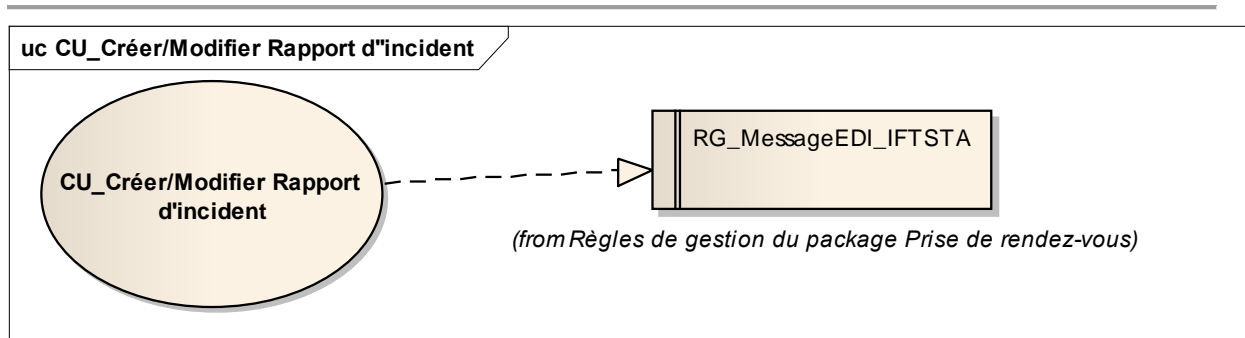 uc CU_Créer/Modifier Rapport d"incident
CU_Créer/Modifier Rapport
d'incident
RG_MessageEDI_IFTSTA
(from Règles de gestion du package Prise de rendez-vous)